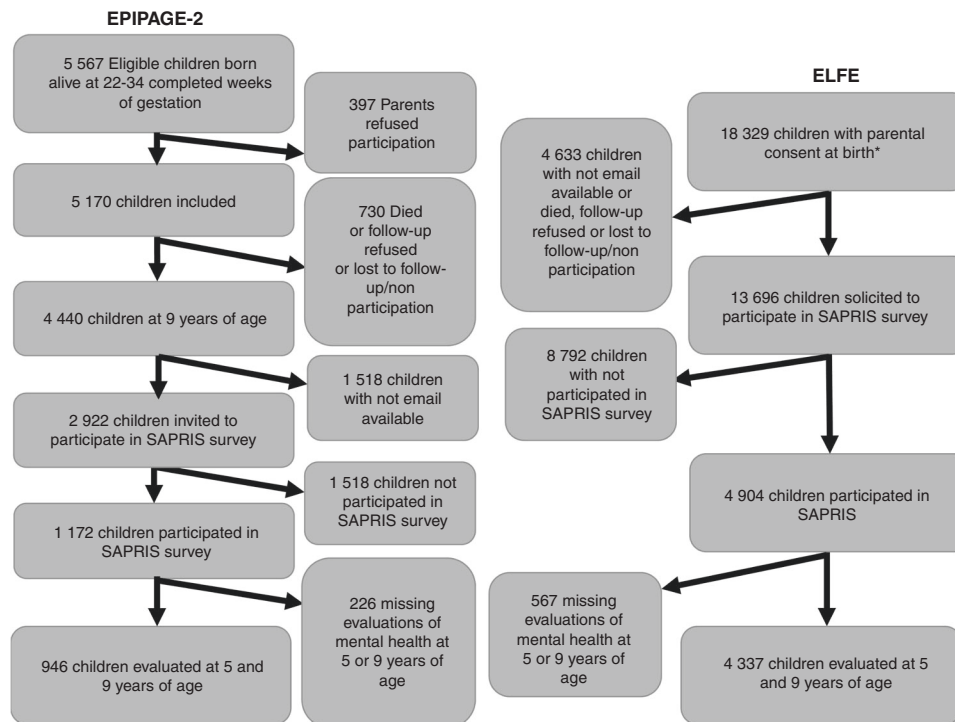 EPIPAGE-2
5 567 Eligible children born
alive at 22-34 completed weeks
of gestation
397 Parents
refused
participation
5 170 children included
730 Died
or follow-up
refused
or lost to follow-
up/non
participation
4 440 children at 9 years of age
1 518 children
with not email
available
2 922 children invited to
participate in SAPRIS survey
1 518 children not
participated in
SAPRIS survey
1 172 children participated in
SAPRIS survey
226 missing
evaluations of
mental health at
5 or 9 years of
age
946 children evaluated at 5 and
9 years of age
ELFE
18 329 children with parental
consent at birth*
4 633 children
with not email
available or
died, follow-up
refused or lost to
follow-up/non
participation
13 696 children solicited to
participate in SAPRIS survey
8 792 children
with not
participated in
SAPRIS survey
4 904 children participated in
SAPRIS
567 missing
evaluations of
mental health at
5 or 9 years of
age
4 337 children evaluated at 5
and 9 years of age